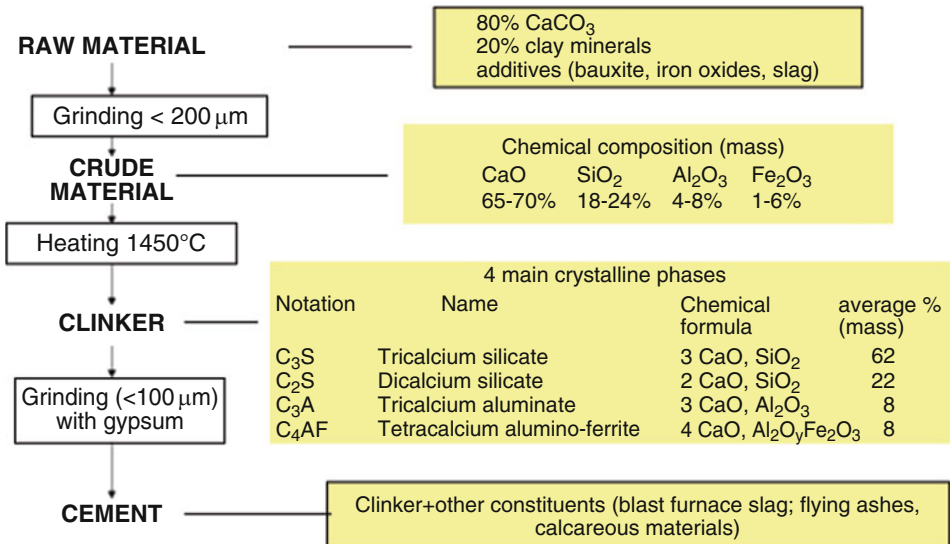 RAW MATERIAL
80% CaCO₃
20% clay minerals
additives (bauxite, iron oxides, slag)
Grinding < 200 µm
CRUDE
MATERIAL
Chemical composition (mass)
CaO SiO₂ Al₂O₃ Fe₂O₃
65-70% 18-24% 4-8% 1-6%
Heating 1450°C
CLINKER
4 main crystalline phases
Notation Name Chemical formula average % (mass)
C₃S Tricalcium silicate 3 CaO, SiO₂ 62
C₂S Dicalcium silicate 2 CaO, SiO₂ 22
C₃A Tricalcium aluminate 3 CaO, Al₂O₃ 8
C₄AF Tetracalcium alumino-ferrite 4 CaO, Al₂OᵧFe₂O₃ 8
Grinding (<100 µm)
with gypsum
CEMENT
Clinker+other constituents (blast furnace slag; flying ashes,
calcareous materials)